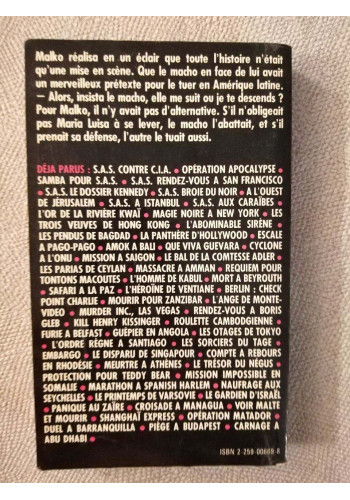 Malko réalisa en un éclair que toute l'histoire n'était
qu'une mise en scène. Que le macho en face de lui avait
un merveilleux prétexte pour le tuer en Amérique latine.
— Alors, insista le macho, elle me suit ou je te descends ?
Pour Malko, il n'y avait pas d'alternative. S'il n'obligeait
pas Maria Luisa à se lever, le macho l'abattait, et s'il
prenait sa défense, l'autre le tuait aussi.
DÉJA PARUS : S.A.S. CONTRE C.I.A. • OPÉRATION APOCALYPSE •
SAMBA POUR S.A.S. • S.A.S. RENDEZ-VOUS A SAN FRANCISCO
• S.A.S. LE DOSSIER KENNEDY • S.A.S. BROIE DU NOIR • A L'OUEST
DE JÉRUSALEM • S.A.S. A ISTANBUL • S.A.S. AUX CARAÏBES •
L'OR DE LA RIVIÈRE KWAÏ • MAGIE NOIRE A NEW YORK • LES
TROIS VEUVES DE HONG KONG • L'ABOMINABLE SIRÈNE •
LES PENDUS DE BAGDAD • LA PANTHÈRE D'HOLLYWOOD • ESCALE
A PAGO-PAGO • AMOK A BALI • QUE VIVA GUEVARA • CYCLONE
A L'ONU • MISSION A SAIGON • LE BAL DE LA COMTESSE ADLER •
LES PARIAS DE CEYLAN • MASSACRE A AMMAN • REQUIEM POUR
TONTONS MACOUTES • L'HOMME DE KABUL • MORT A BEYROUTH
• SAFARI A LA PAZ • L'HÉROÏNE DE VIENTIANE • BERLIN : CHECK
POINT CHARLIE • MOURIR POUR ZANZIBAR • L'ANGE DE MONTE-
VIDEO • MURDER INC., LAS VEGAS • RENDEZ-VOUS A BORIS
GLEB • KILL HENRY KISSINGER • ROULETTE CAMBODGIENNE •
FURIE A BELFAST • GUÊPIER EN ANGOLA • LES OTAGES DE TOKYO
• L'ORDRE RÈGNE A SANTIAGO • LES SORCIERS DU TAGE •
EMBARGO • LE DISPARU DE SINGAPOUR • COMPTE A REBOURS
EN RHODÉSIE • MEURTRE A ATHÈNES • LE TRÉSOR DU NÉGUS •
PROTECTION POUR TEDDY BEAR • MISSION IMPOSSIBLE EN
SOMALIE • MARATHON A SPANISH HARLEM • NAUFRAGE AUX
SEYCHELLES • LE PRINTEMPS DE VARSOVIE • LE GARDIEN D'ISRAËL
• PANIQUE AU ZAÏRE • CROISADE A MANAGUA • VOIR MALTE
ET MOURIR • SHANGHAÏ EXPRESS • OPÉRATION MATADOR •
DUEL A BARRANQUILLA • PIÈGE A BUDAPEST • CARNAGE A
ABU DHABI •
ISBN 2-259-00669-8